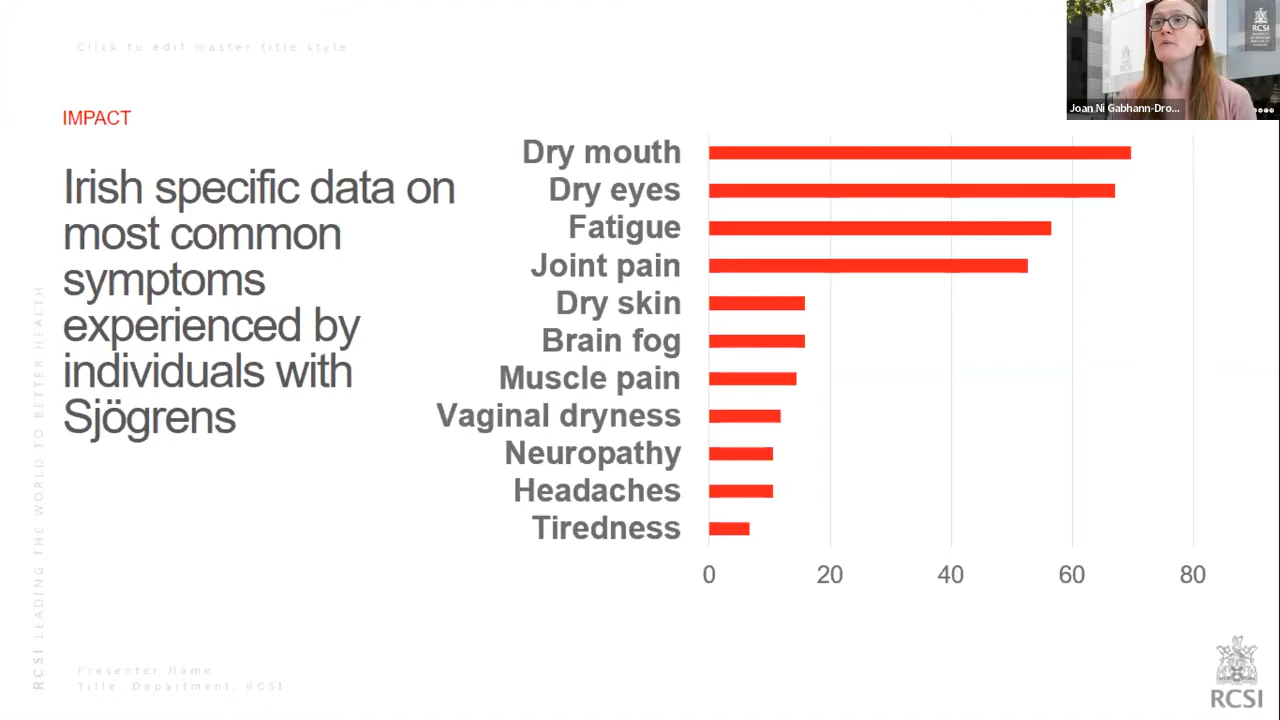 Click to edit master title style
IMPACT
Irish specific data on
most common
symptoms
experienced by
individuals with
Sjögrens
Dry mouth
Dry eyes
Fatigue
Joint pain
Dry skin
Brain fog
Muscle pain
Vaginal dryness
Neuropathy
Headaches
Tiredness
0 20 40 60 80
RCSI LEADING THE WORLD TO BETTER HEALTH
Presenter Name
Title, Department, RCSI
RCSI
Joan Ni Gabhann-Dro...
RCSI